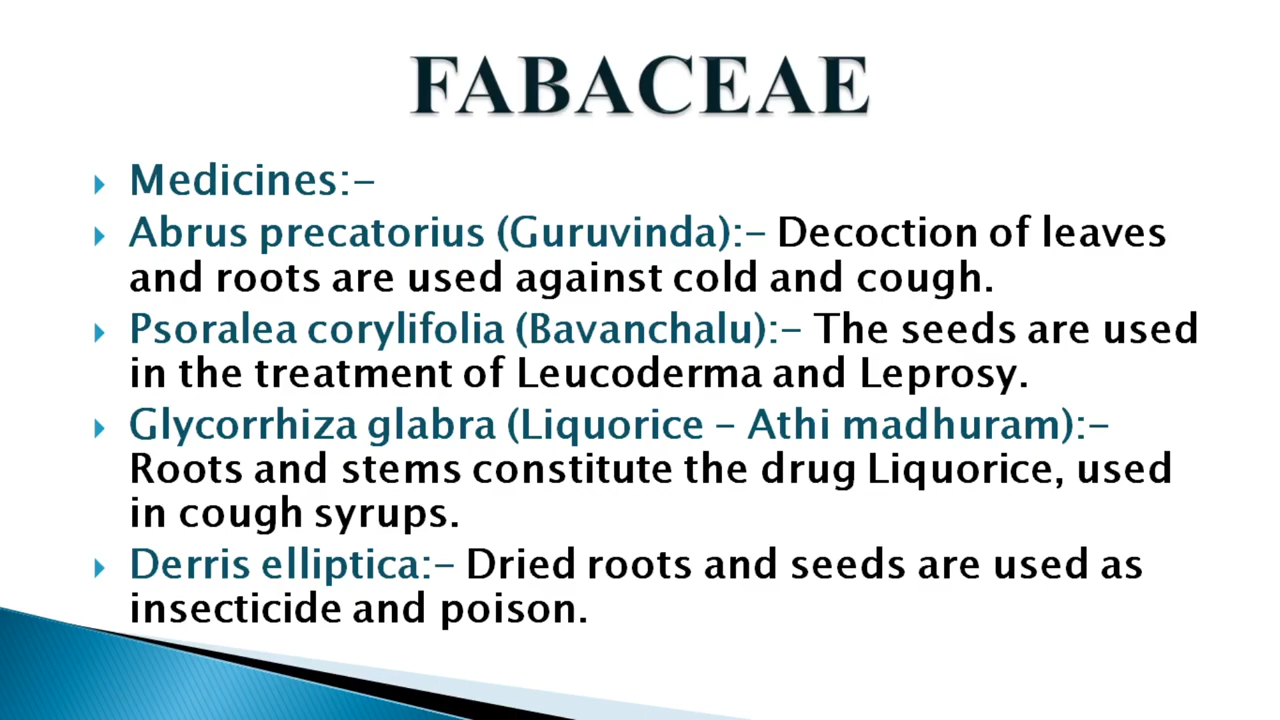 FABACEAE
Medicines:-
Abrus precatorius (Guruvinda):- Decoction of leaves
and roots are used against cold and cough.
Psoralea corylifolia (Bavanchalu):- The seeds are used
in the treatment of Leucoderma and Leprosy.
Glycorrhiza glabra (Liquorice – Athi madhuram):-
Roots and stems constitute the drug Liquorice, used
in cough syrups.
Derris elliptica:- Dried roots and seeds are used as
insecticide and poison.